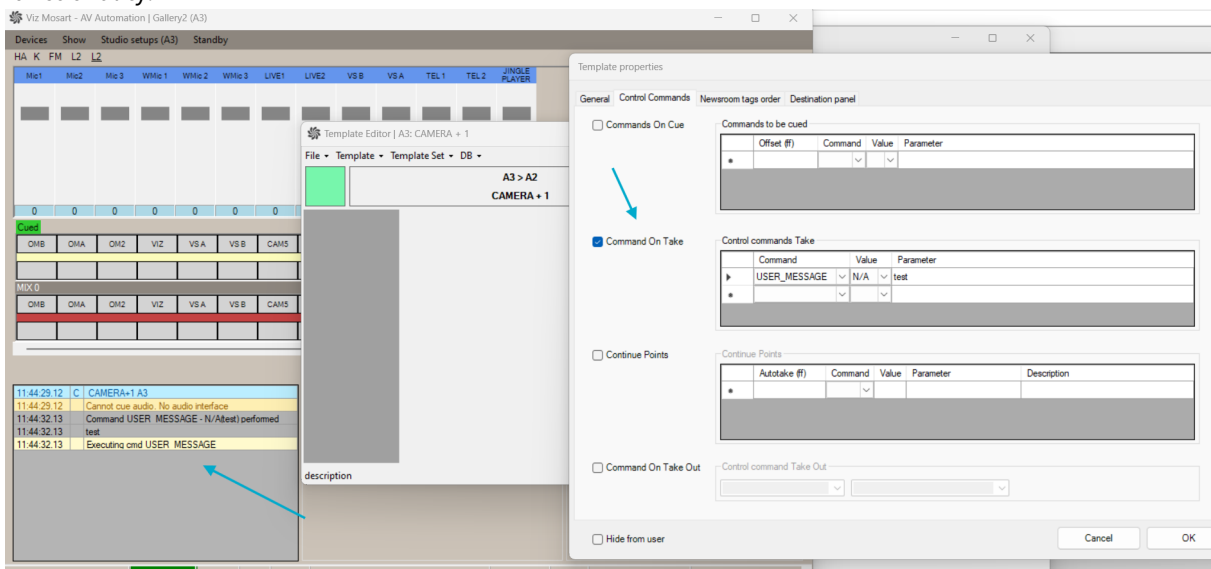 Viz Mosart - AV Automation | Gallery2 (A3)
Devices Show Studio setups (A3) Standby
HA K FM L2 L2
Mic1 Mic2 Mic 3 WMic 1 WMic 2 WMic 3 LIVE1 LIVE2 VS B VS A TEL 1 TEL 2 JINGLE PLAYER
0 0 0 0 0 0 0
Cued
OMB OMA OM2 VIZ VS A VS B CAM5
MIX 0
OMB OMA OM2 VIZ VS A VS B CAM5
11:44:29.12 C CAMERA+1 A3
11:44:29.12 Cannot cue audio. No audio interface
11:44:32.13 Command USER_MESSAGE - N/A(test) performed
11:44:32.13 test
11:44:32.13 Executing cmd USER_MESSAGE
Template Editor | A3: CAMERA + 1
File Template Template Set DB
A3 > A2
CAMERA + 1
description
Template properties
General Control Commands Newsroom tags order Destination panel
Commands On Cue
Commands to be cued
Offset (ff) Command Value Parameter
Command On Take
Control commands Take
Command Value Parameter
USER_MESSAGE N/A test
Continue Points
Continue Points
Autotake (ff) Command Value Parameter Description
Command On Take Out
Control command Take Out
Hide from user
Cancel OK